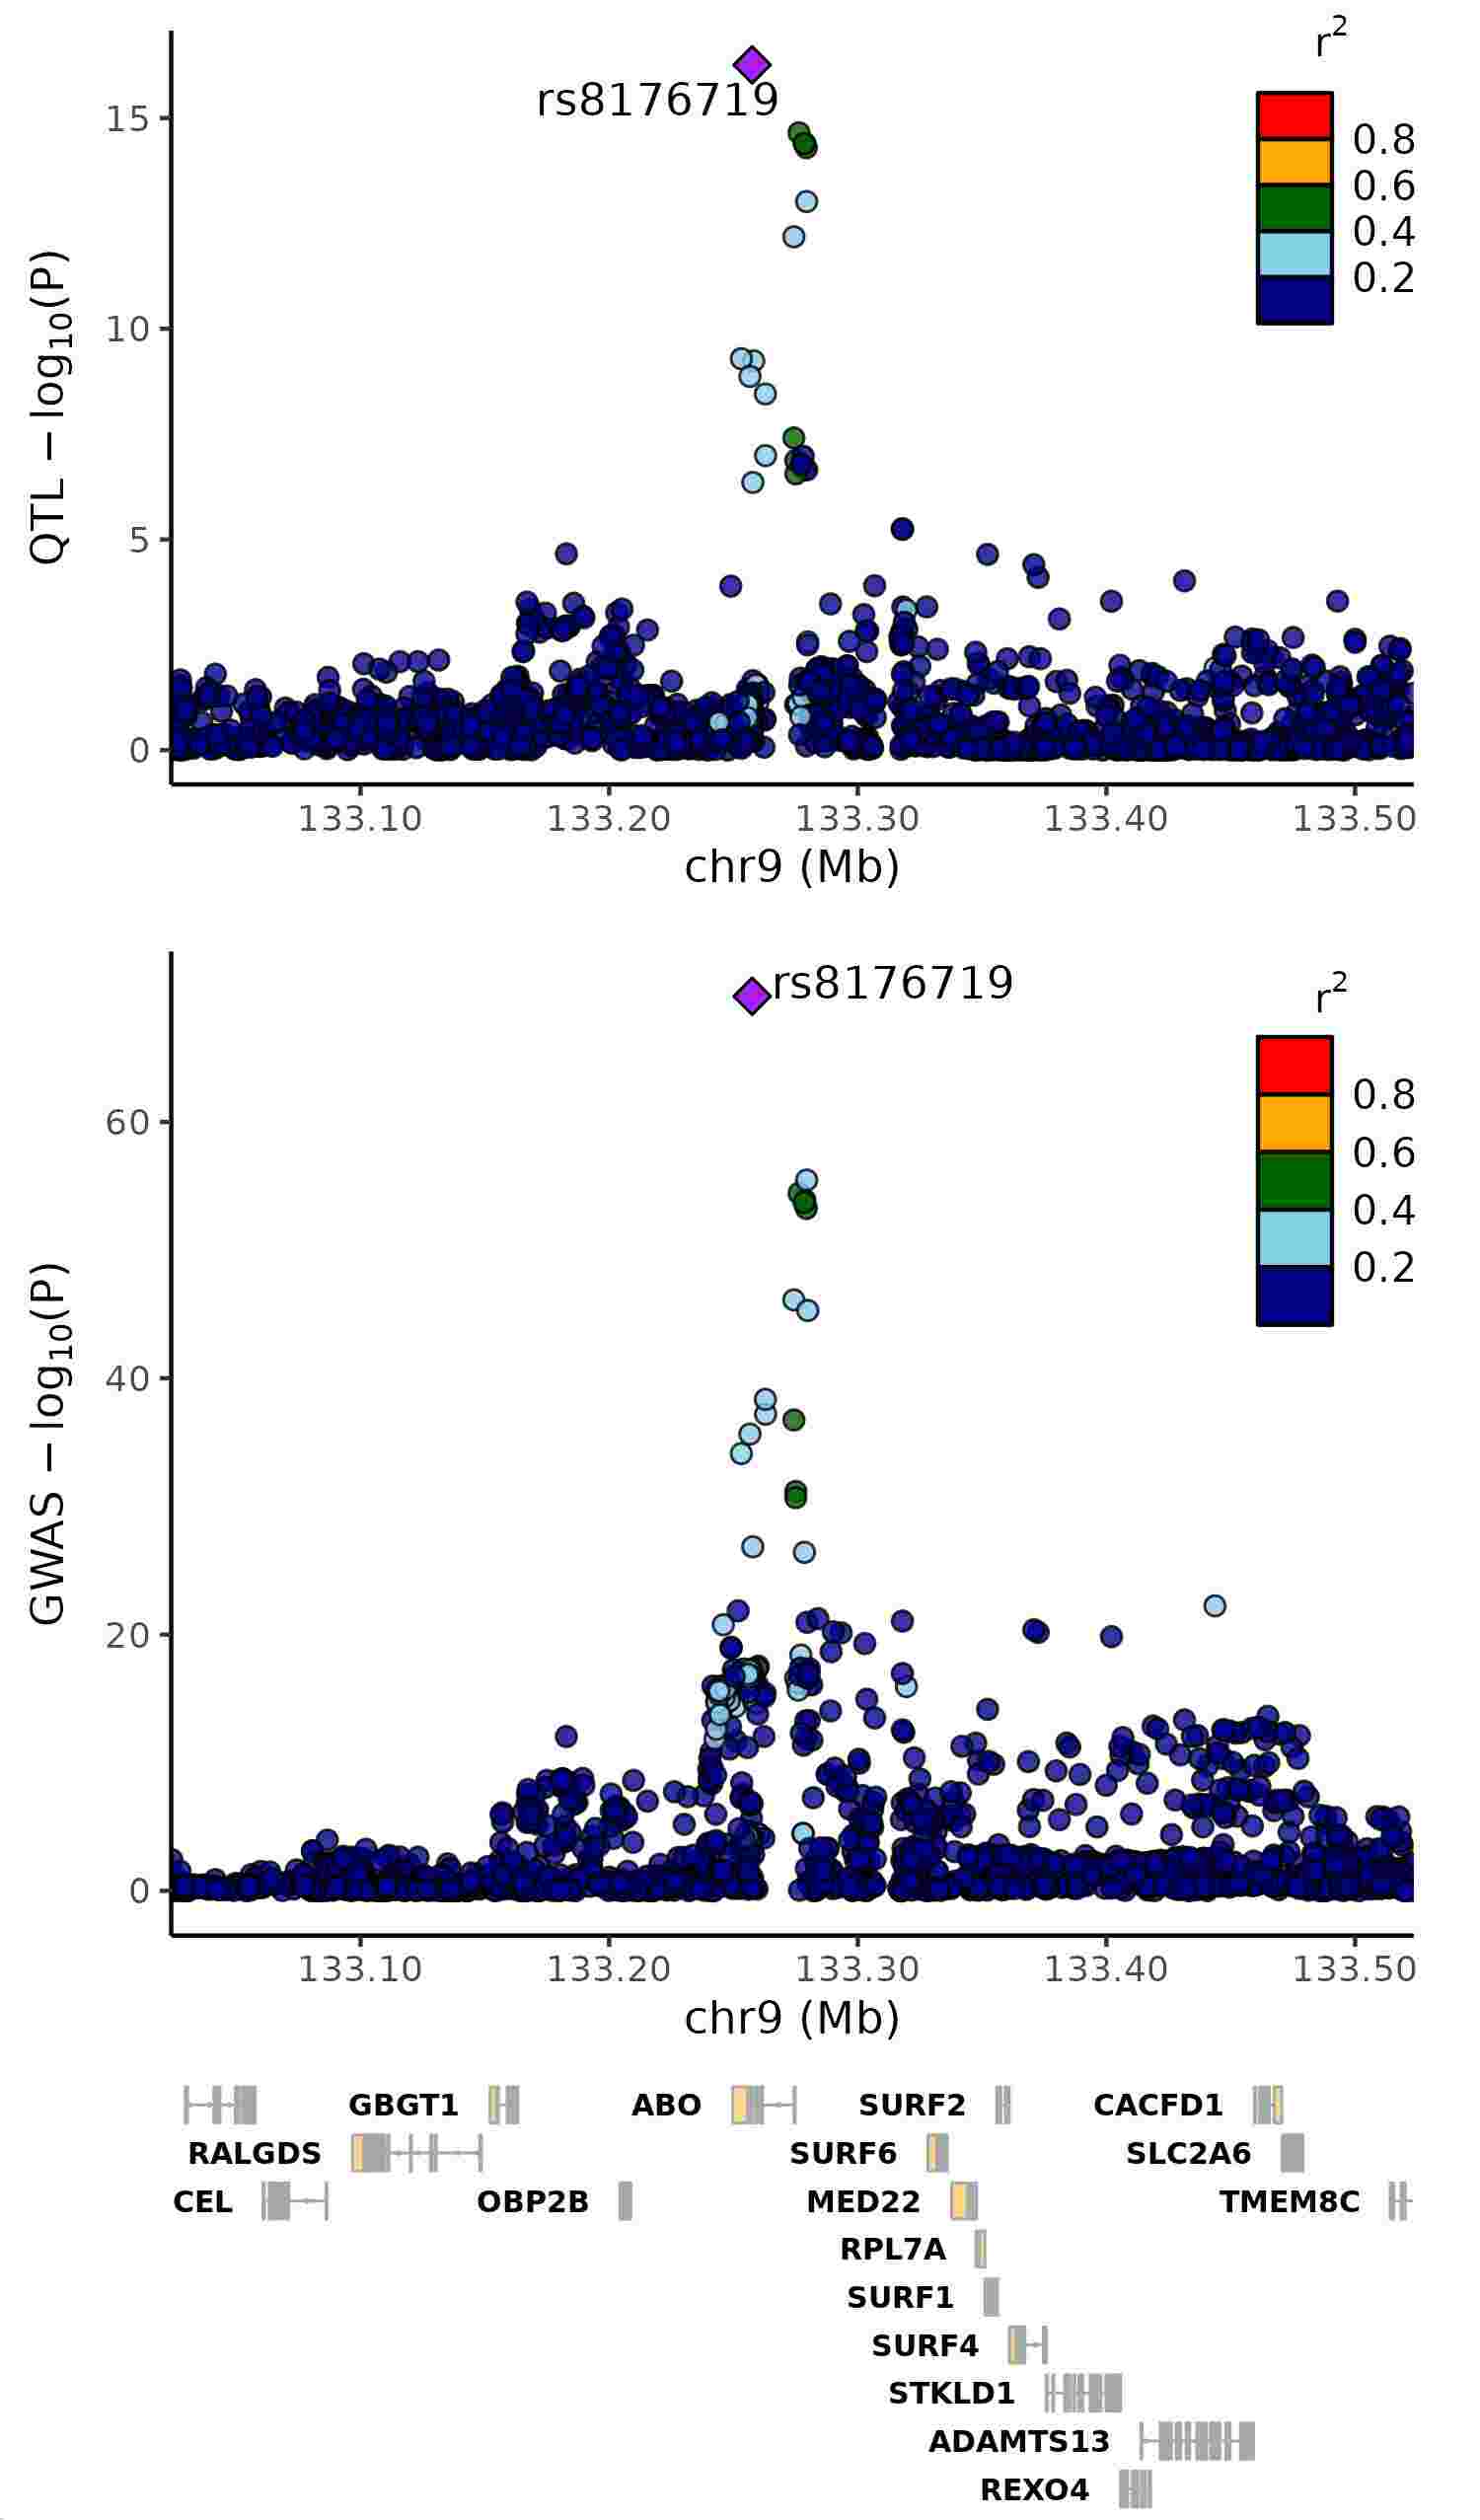 r2
rs8176719
15
10
5
0
QTL − log10(P)
0.8
0.6
0.4
0.2
133.10 133.20 133.30 133.40 133.50
chr9 (Mb)
rs8176719
r2
60
40
20
0
GWAS − log10(P)
0.8
0.6
0.4
0.2
133.10 133.20 133.30 133.40 133.50
chr9 (Mb)
GBGT1 ABO SURF2 CACFD1
RALGDS SURF6 SLC2A6
CEL OBP2B MED22 TMEM8C
RPL7A
SURF1
SURF4
STKLD1
ADAMTS13
REXO4